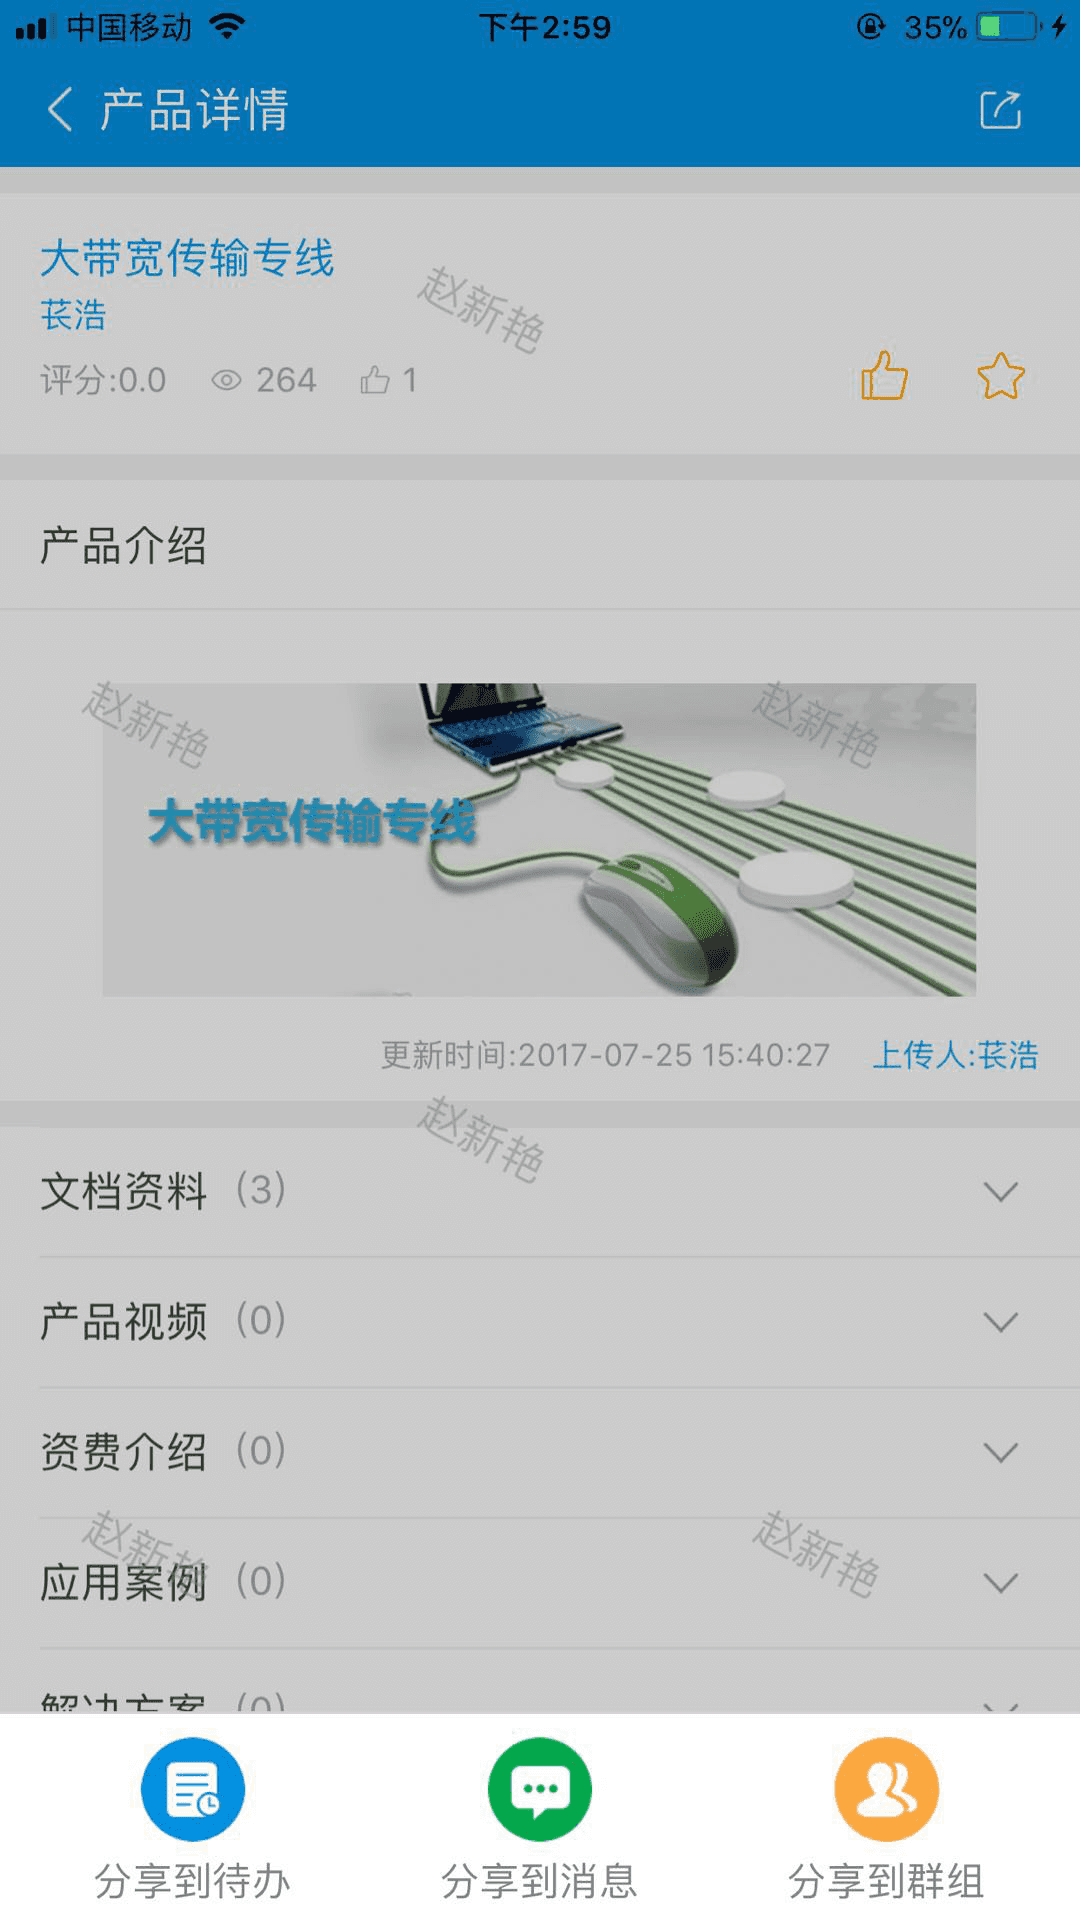 中国移动 下午2:59 35%
产品详情
大带宽传输专线
苌浩
赵新艳
评分:0.0 264 1
产品介绍
赵新艳 赵新艳
大带宽传输专线
更新时间:2017-07-25 15:40:27 上传人:苌浩
赵新艳
文档资料 (3)
产品视频 (0)
资费介绍 (0)
赵新艳 赵新艳
应用案例 (0)
解决方案 (0)
分享到待办 分享到消息 分享到群组